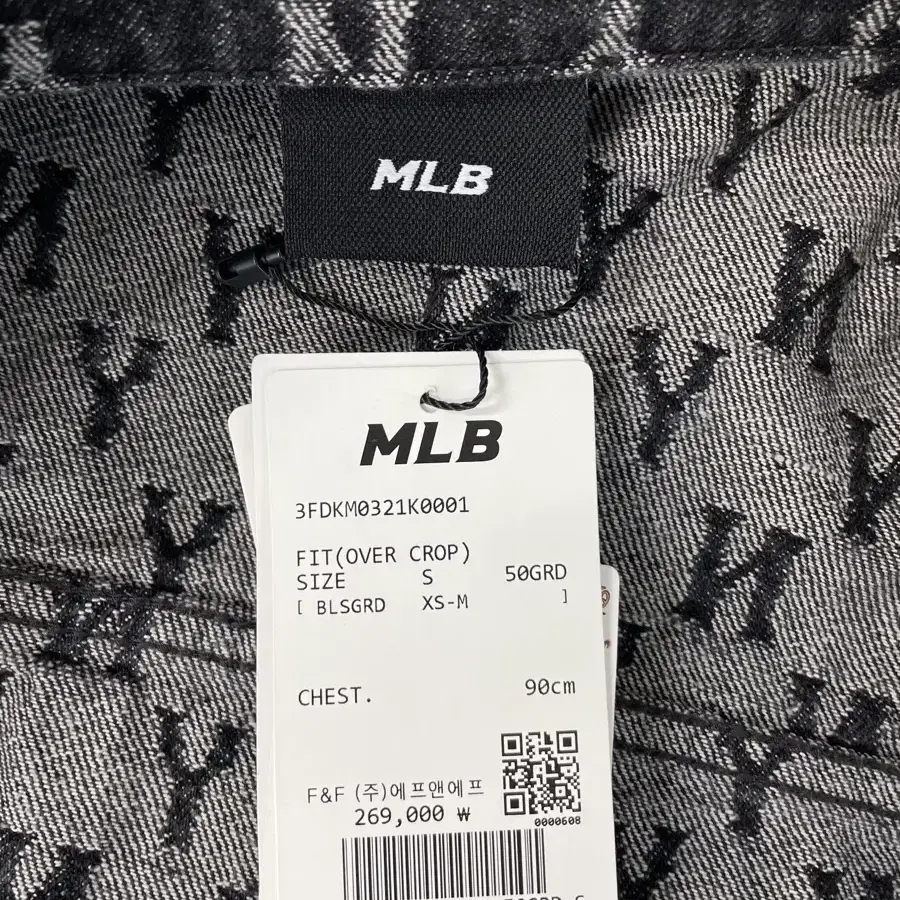 MLB
MLB
3FDKM0321K0001
FIT(OVER CROP)
SIZE S 50GRD
[ BLSGRD XS-M ]
CHEST. 90cm
F&F (주)에프앤에프
269,000 ₩
0000608